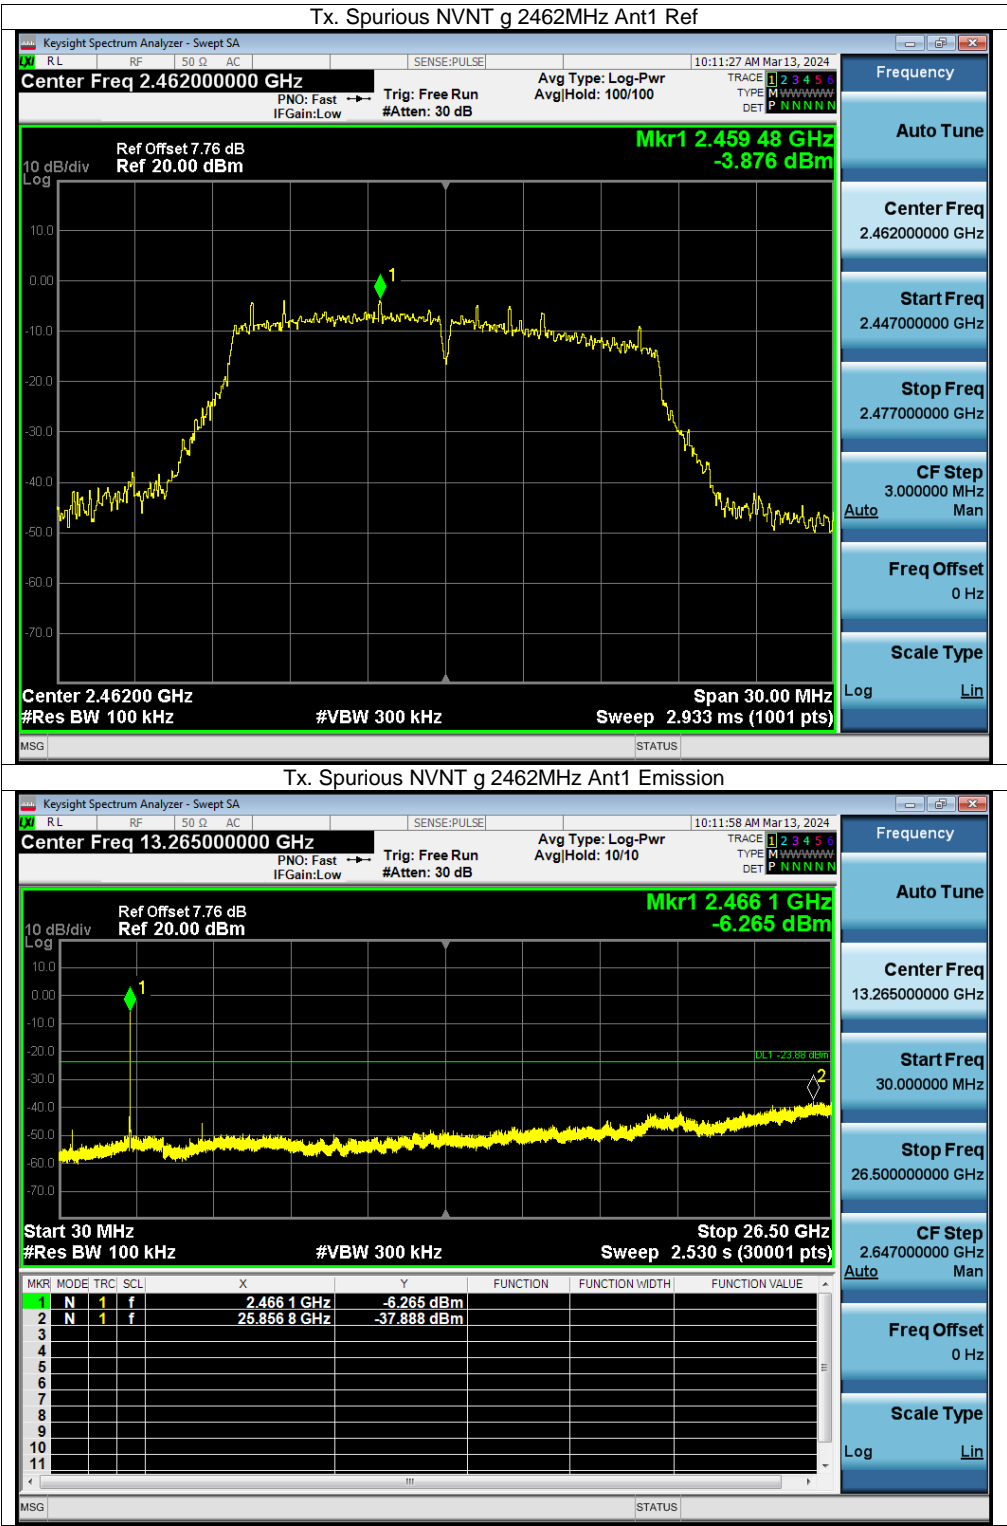 Tx. Spurious NVNT g 2462MHz Ant1 Ref
Keysight Spectrum Analyzer - Swept SA
LXI RL RF 50 Ω AC SENSE:PULSE 10:11:27 AM Mar 13, 2024
Center Freq 2.462000000 GHz
PNO: Fast
IFGain:Low
Trig: Free Run
#Atten: 30 dB
Avg Type: Log-Pwr
Avg|Hold: 100/100
TRACE 1 2 3 4 5 6
TYPE M WWWWW
DET P N N N N N
Mkr1 2.459 48 GHz
-3.876 dBm
Ref Offset 7.76 dB
10 dB/div Ref 20.00 dBm
Log
10.0
0.00
-10.0
-20.0
-30.0
-40.0
-50.0
-60.0
-70.0
1
Center 2.46200 GHz Span 30.00 MHz
#Res BW 100 kHz #VBW 300 kHz Sweep 2.933 ms (1001 pts)
MSG STATUS
Frequency
Auto Tune
Center Freq
2.462000000 GHz
Start Freq
2.447000000 GHz
Stop Freq
2.477000000 GHz
CF Step
3.000000 MHz
Auto Man
Freq Offset
0 Hz
Scale Type
Log Lin
Tx. Spurious NVNT g 2462MHz Ant1 Emission
Keysight Spectrum Analyzer - Swept SA
LXI RL RF 50 Ω AC SENSE:PULSE 10:11:58 AM Mar 13, 2024
Center Freq 13.265000000 GHz
PNO: Fast
IFGain:Low
Trig: Free Run
#Atten: 30 dB
Avg Type: Log-Pwr
Avg|Hold: 10/10
TRACE 1 2 3 4 5 6
TYPE M WWWWW
DET P N N N N N
Mkr1 2.466 1 GHz
-6.265 dBm
Ref Offset 7.76 dB
10 dB/div Ref 20.00 dBm
Log
10.0
0.00
-10.0
-20.0
-30.0
-40.0
-50.0
-60.0
-70.0
1
DL1 -23.88 dBm
2
Start 30 MHz Stop 26.50 GHz
#Res BW 100 kHz #VBW 300 kHz Sweep 2.530 s (30001 pts)
MKR MODE TRC SCL X Y FUNCTION FUNCTION WIDTH FUNCTION VALUE
1 N 1 f 2.466 1 GHz -6.265 dBm
2 N 1 f 25.856 8 GHz -37.888 dBm
3
4
5
6
7
8
9
10
11
MSG STATUS
Frequency
Auto Tune
Center Freq
13.265000000 GHz
Start Freq
30.000000 MHz
Stop Freq
26.500000000 GHz
CF Step
2.647000000 GHz
Auto Man
Freq Offset
0 Hz
Scale Type
Log Lin